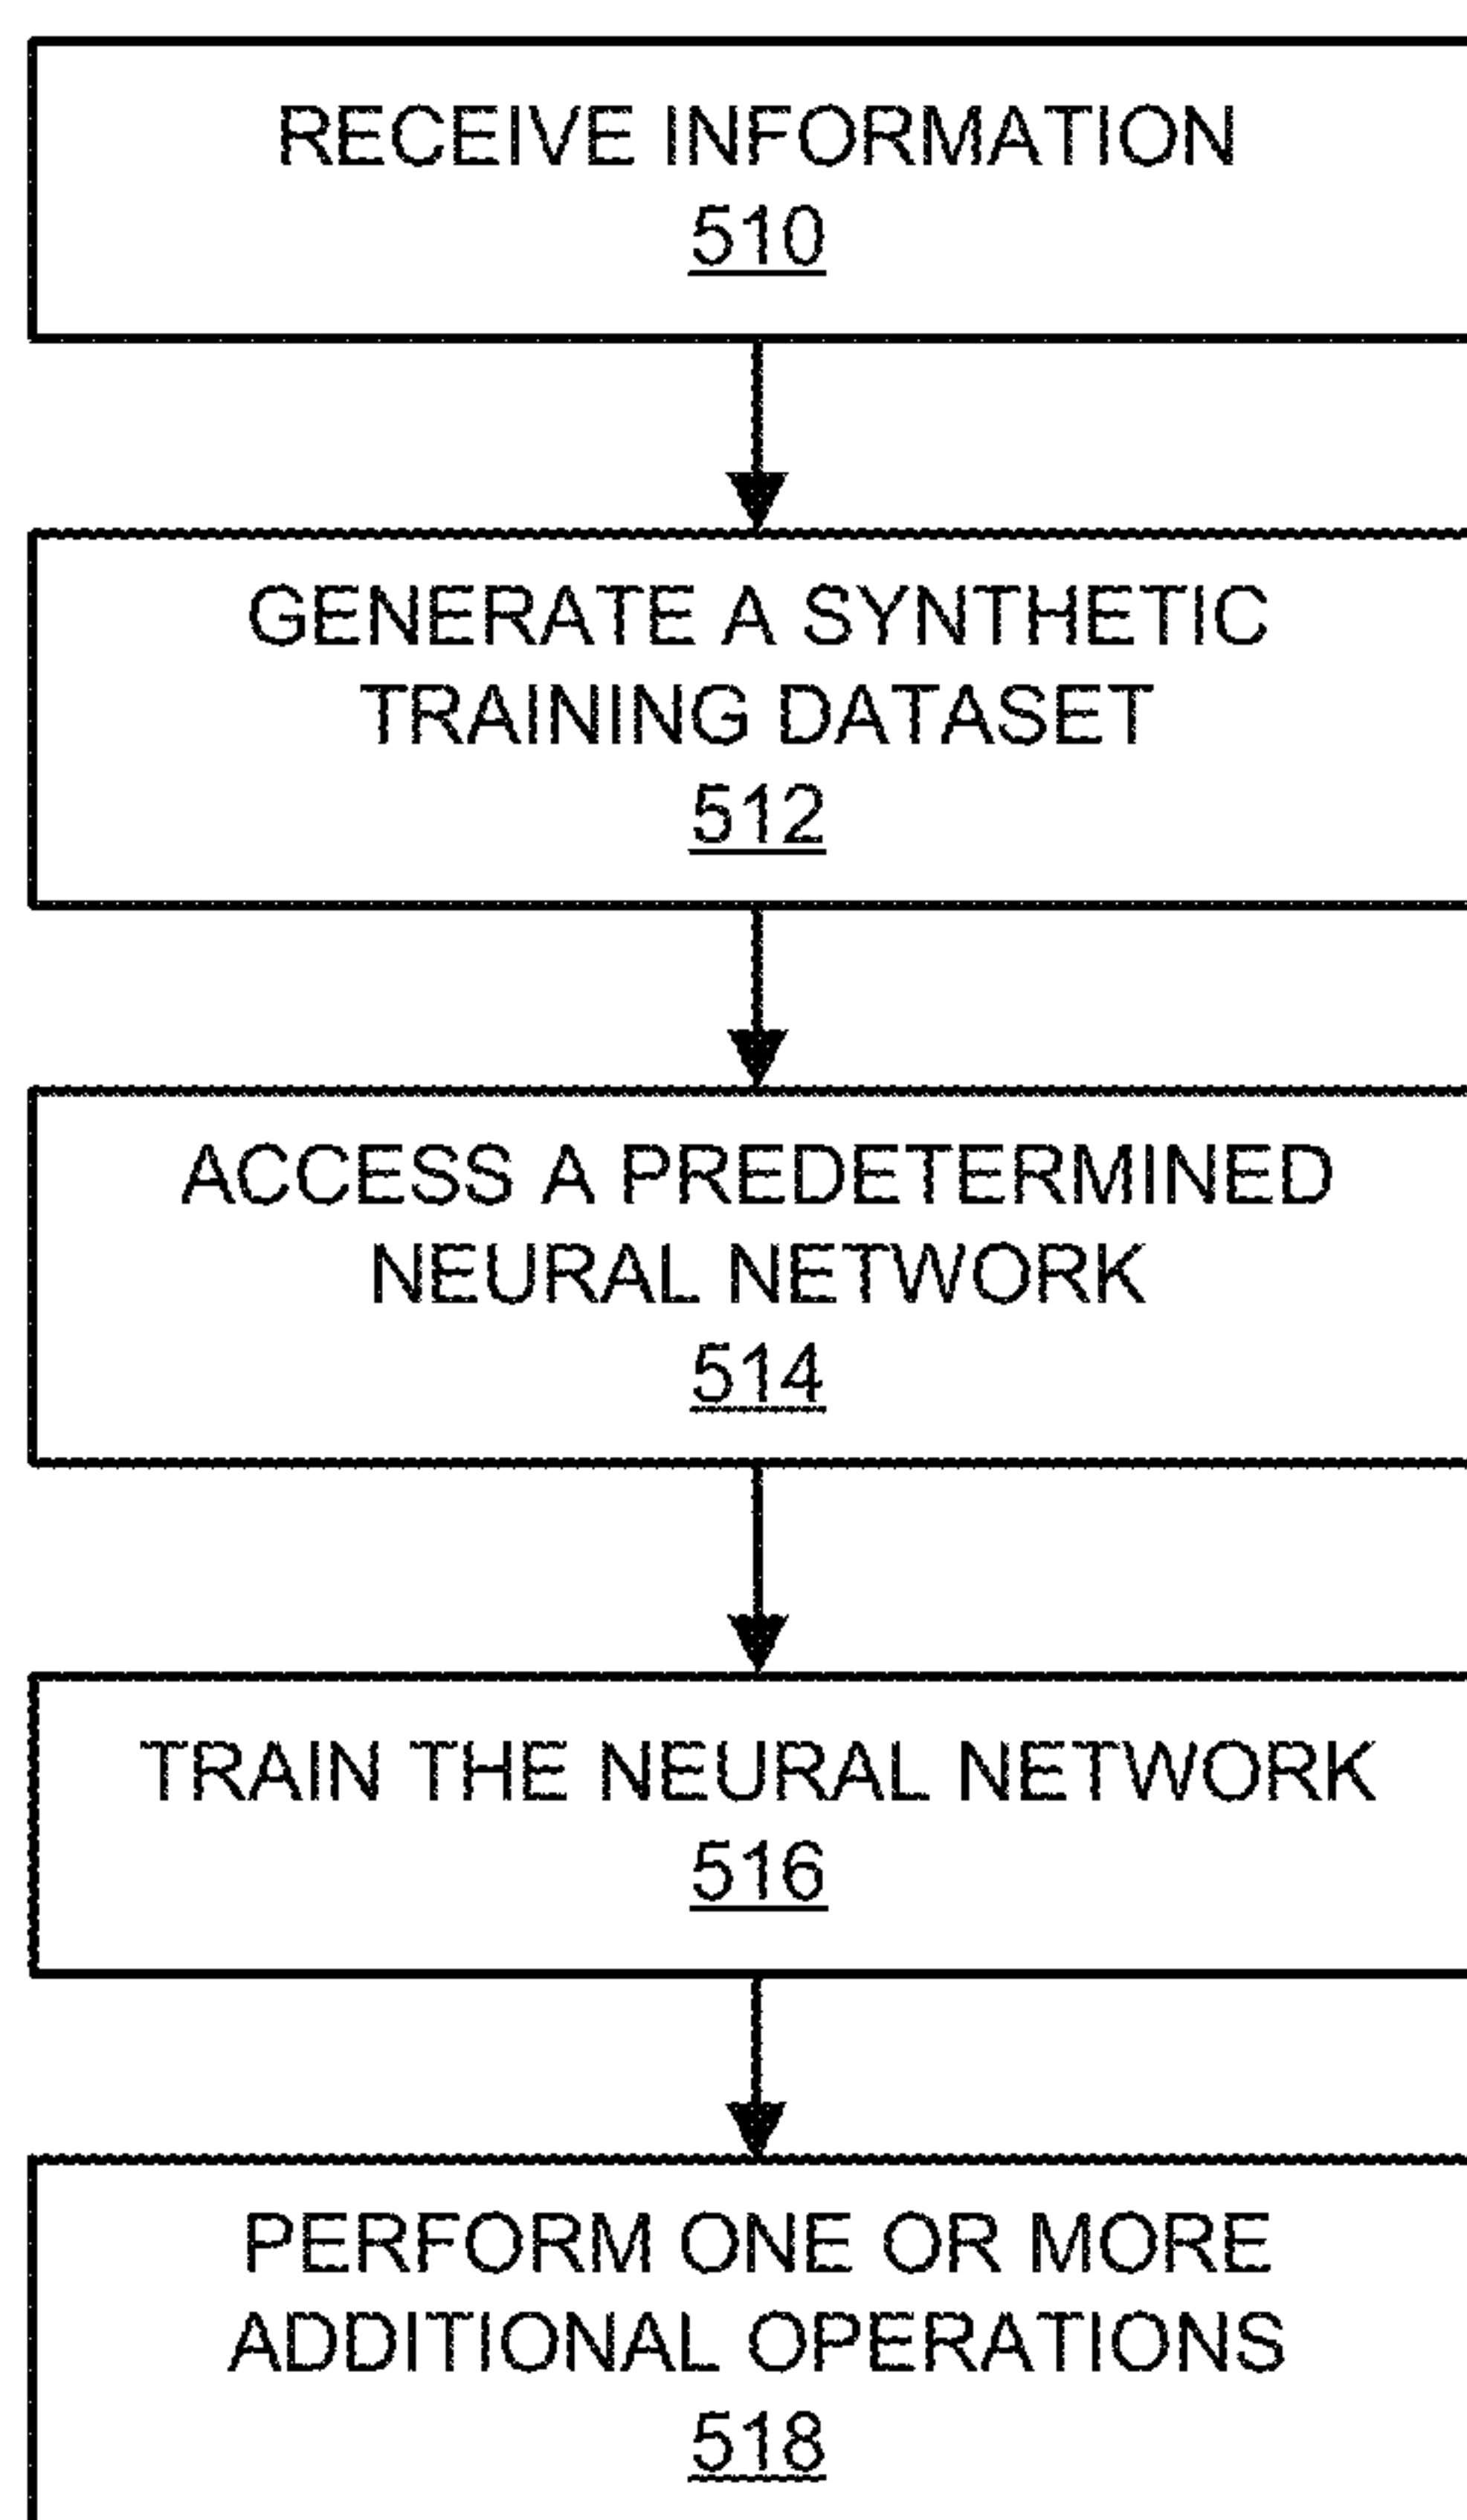 RECEIVE INFORMATION
510
GENERATE A SYNTHETIC
TRAINING DATASET
512
ACCESS A PREDETERMINED
NEURAL NETWORK
514
TRAIN THE NEURAL NETWORK
516
PERFORM ONE OR MORE
ADDITIONAL OPERATIONS
518